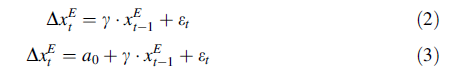 Δx_t^E = γ · x_{t−1}^E + ε_t (2)
Δx_t^E = a_0 + γ · x_{t−1}^E + ε_t (3)